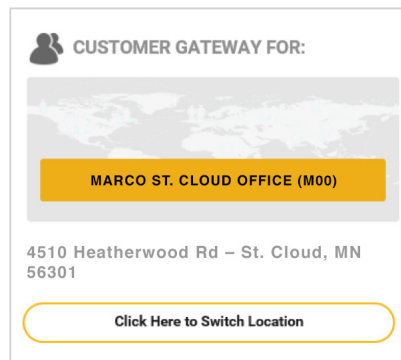 CUSTOMER GATEWAY FOR:
MARCO ST. CLOUD OFFICE (M00)
4510 Heatherwood Rd – St. Cloud, MN
56301
Click Here to Switch Location